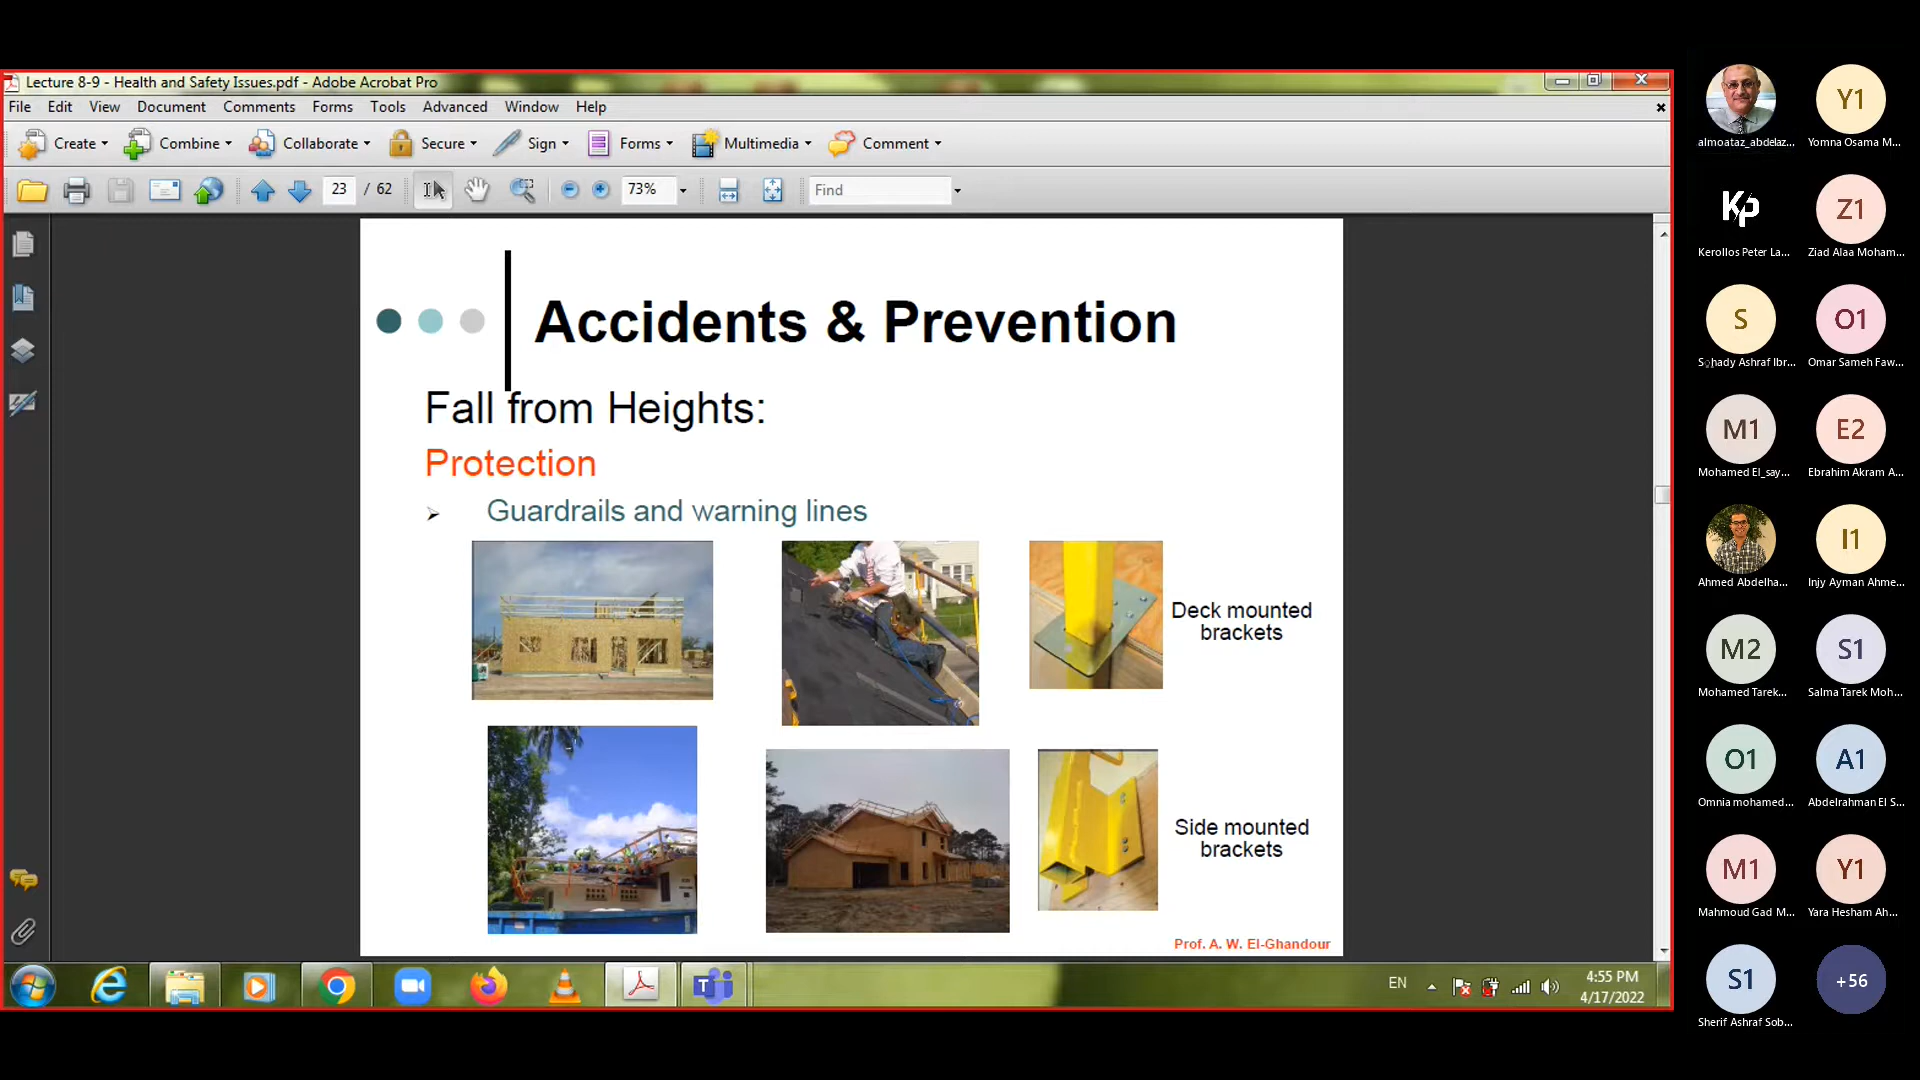 Lecture 8-9 - Health and Safety Issues.pdf - Adobe Acrobat Pro
File Edit View Document Comments Forms Tools Advanced Window Help
Create Combine Collaborate Secure Sign Forms Multimedia Comment
23 / 62 73% Find
Accidents & Prevention
Fall from Heights:
Protection
Guardrails and warning lines
Deck mounted
brackets
Side mounted
brackets
Prof. A. W. El-Ghandour
EN
4:55 PM
4/17/2022
almoataz_abdelaz...
Y1
Yomna Osama M...
KP
Kerollos Peter La...
Z1
Ziad Alaa Moham...
S
Sohady Ashraf Ibr...
O1
Omar Sameh Faw...
M1
Mohamed El_say...
E2
Ebrahim Akram A...
Ahmed Abdelha...
I1
Injy Ayman Ahme...
M2
Mohamed Tarek...
S1
Salma Tarek Moh...
O1
Omnia mohamed...
A1
Abdelrahman El S...
M1
Mahmoud Gad M...
Y1
Yara Hesham Ah...
S1
Sherif Ashraf Sob...
+56